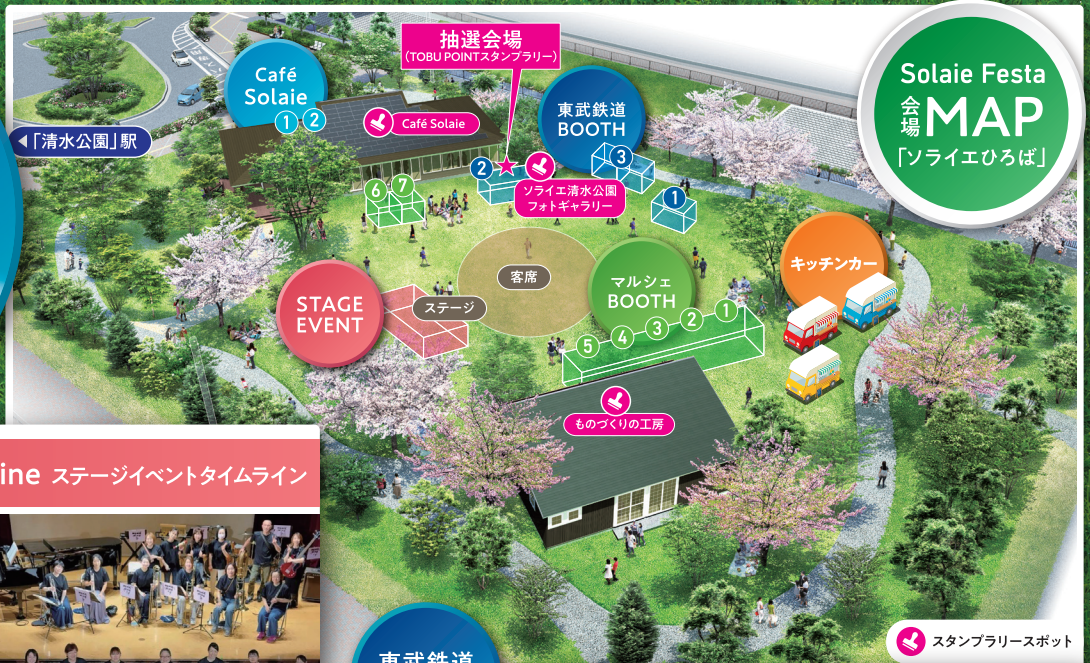 Solaie Festa
会場 MAP
「ソライエひろば」
抽選会場
(TOBU POINTスタンプラリー)
Café
Solaie
1 2
Café Solaie
「清水公園」駅
東武鉄道
BOOTH
3
2
1
ソライエ清水公園
フォトギャラリー
6 7
客席
STAGE
EVENT
ステージ
マルシェ
BOOTH
5 4 3 2 1
キッチンカー
ものづくりの工房
ine ステージイベントタイムライン
東武鉄道
スタンプラリースポット